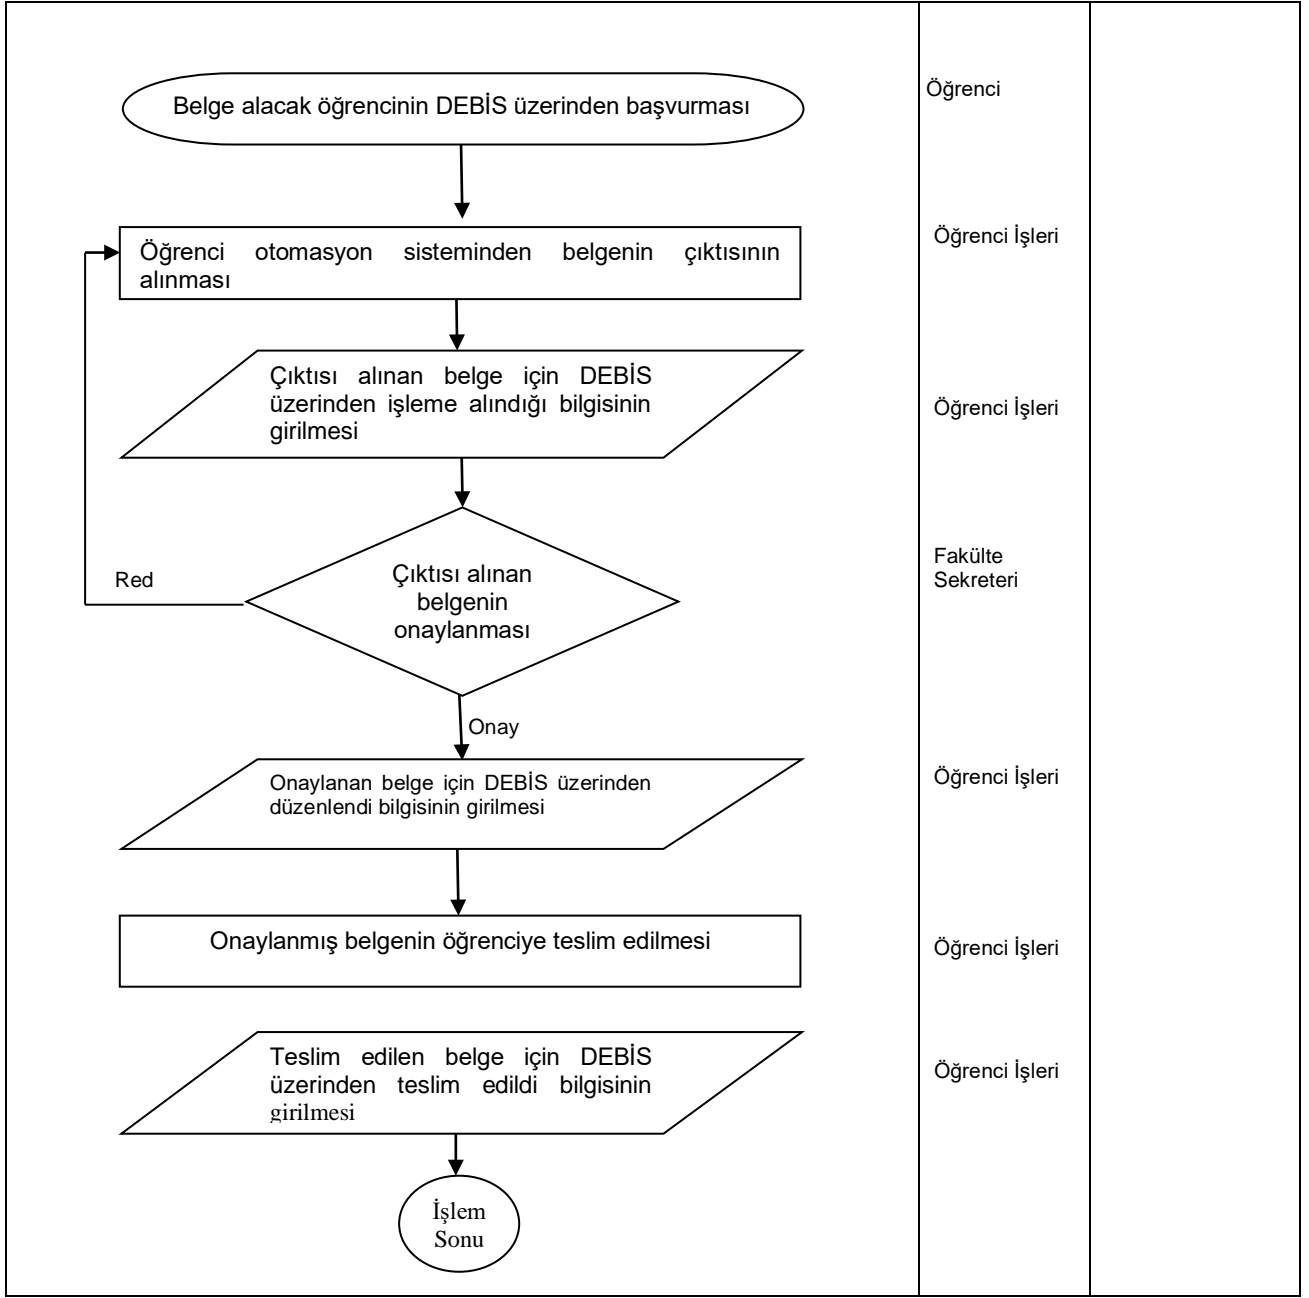 Belge alacak öğrencinin DEBİS üzerinden başvurması
Öğrenci
Öğrenci otomasyon sisteminden belgenin çıktısının
alınması
Öğrenci İşleri
Çıktısı alınan belge için DEBİS
üzerinden işleme alındığı bilgisinin
girilmesi
Öğrenci İşleri
Red
Çıktısı alınan
belgenin
onaylanması
Fakülte
Sekreteri
Onay
Onaylanan belge için DEBİS üzerinden
düzenlendi bilgisinin girilmesi
Öğrenci İşleri
Onaylanmış belgenin öğrenciye teslim edilmesi
Öğrenci İşleri
Teslim edilen belge için DEBİS
üzerinden teslim edildi bilgisinin
girilmesi
Öğrenci İşleri
İşlem
Sonu